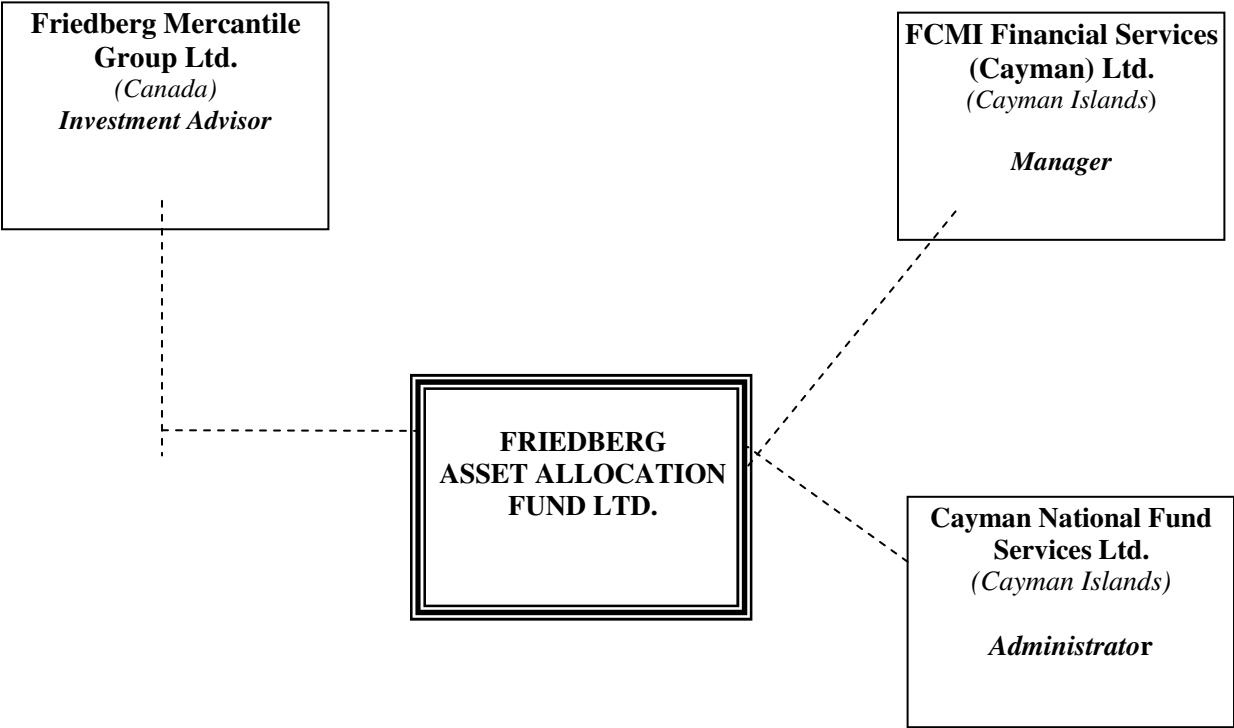 Friedberg Mercantile
Group Ltd.
(Canada)
Investment Advisor
FCMI Financial Services
(Cayman) Ltd.
(Cayman Islands)
Manager
FRIEDBERG
ASSET ALLOCATION
FUND LTD.
Cayman National Fund
Services Ltd.
(Cayman Islands)
Administrator